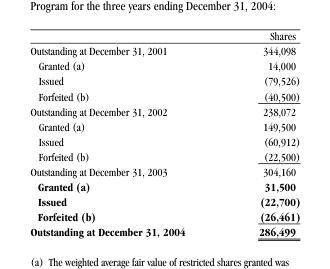 Program for the three years ending December 31, 2004:
Shares
Outstanding at December 31, 2001 344,098
Granted (a) 14,000
Issued (79,526)
Forfeited (b) (40,500)
Outstanding at December 31, 2002 238,072
Granted (a) 149,500
Issued (60,912)
Forfeited (b) (22,500)
Outstanding at December 31, 2003 304,160
Granted (a) 31,500
Issued (22,700)
Forfeited (b) (26,461)
Outstanding at December 31, 2004 286,499
(a) The weighted average fair value of restricted shares granted was